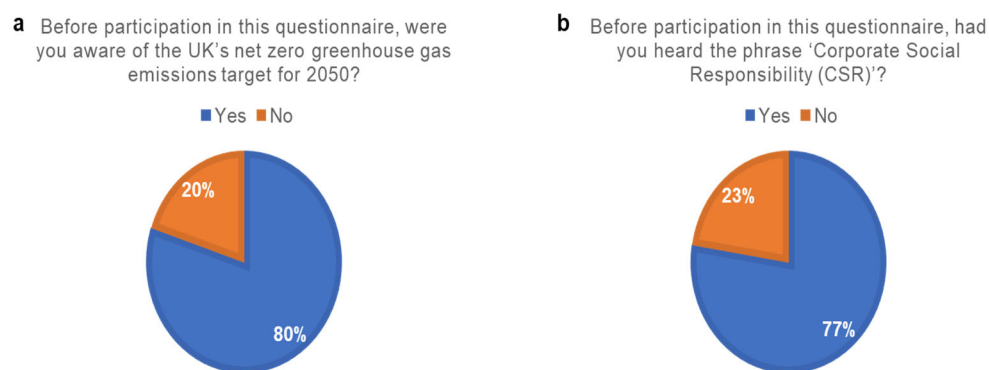 a Before participation in this questionnaire, were
you aware of the UK's net zero greenhouse gas
emissions target for 2050?
Yes No
20%
80%
b Before participation in this questionnaire, had
you heard the phrase 'Corporate Social
Responsibility (CSR)'?
Yes No
23%
77%